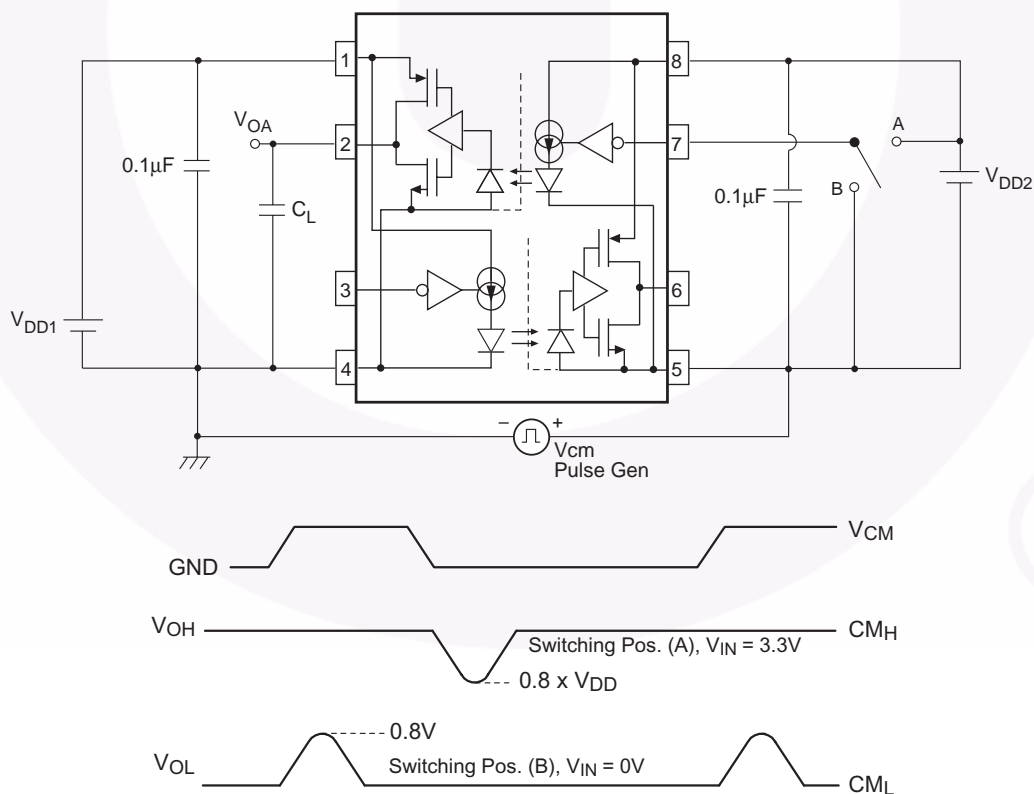 1
8
V_OA
2
7
A
0.1μF
C_L
B
0.1μF
V_DD2
3
6
V_DD1
4
5
– +
Vcm
Pulse Gen
V_CM
GND
V_OH
CM_H
Switching Pos. (A), V_IN = 3.3V
0.8 x V_DD
0.8V
V_OL
Switching Pos. (B), V_IN = 0V
CM_L